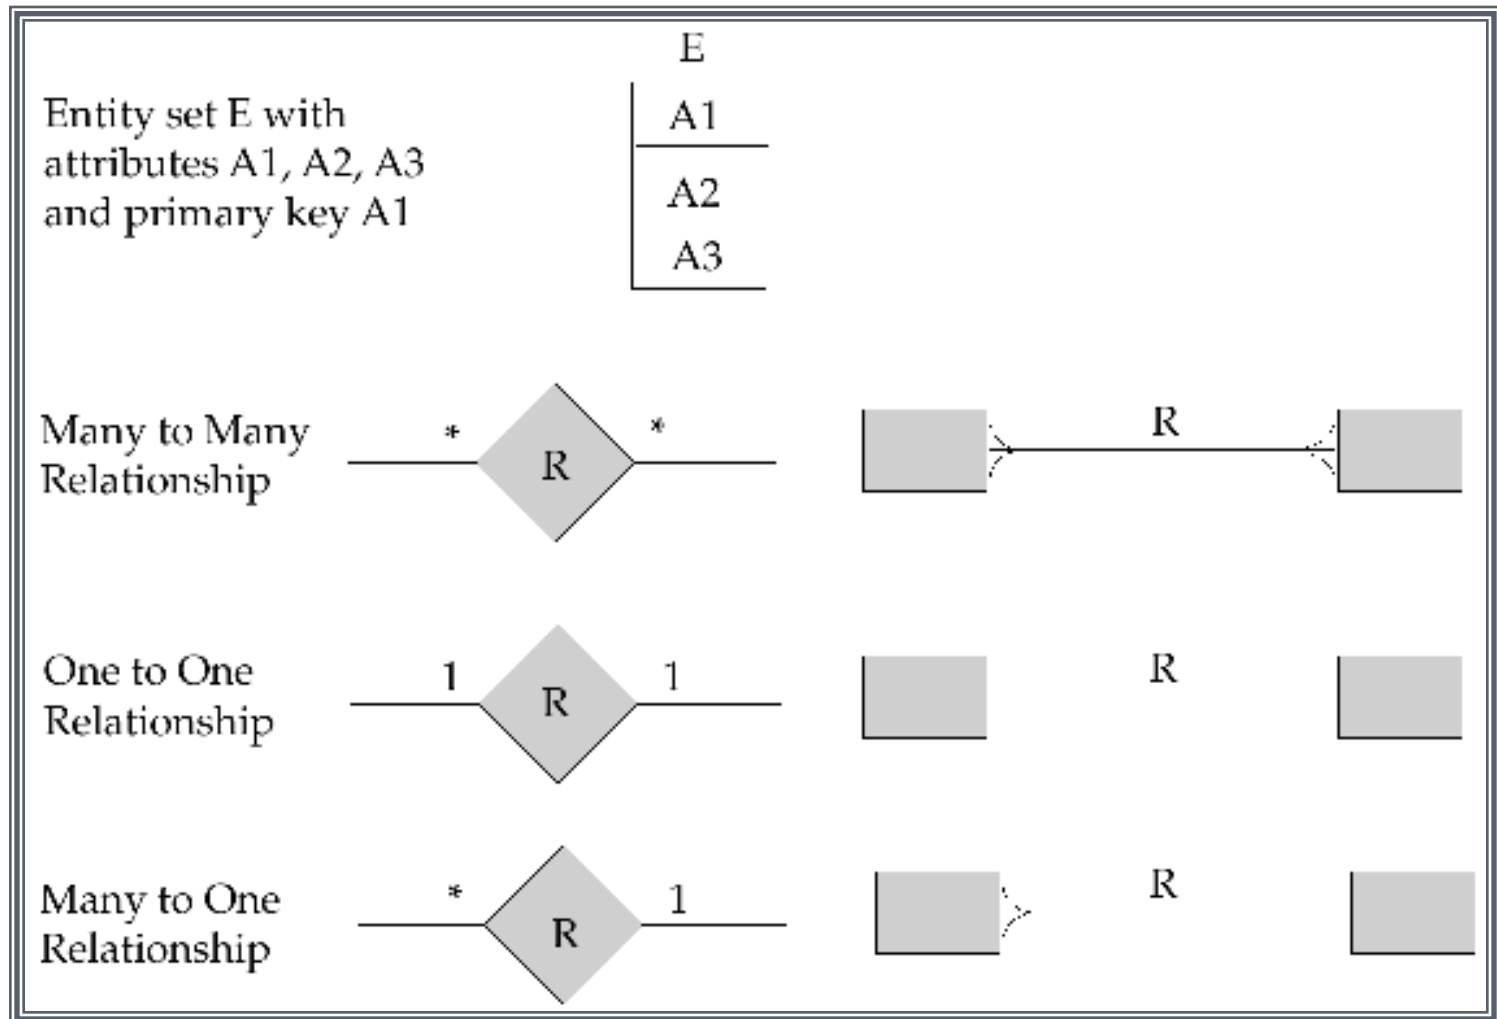 E
Entity set E with
attributes A1, A2, A3
and primary key A1
A1
A2
A3
Many to Many
Relationship
* R *
R
One to One
Relationship
1 R 1
R
Many to One
Relationship
* R 1
R